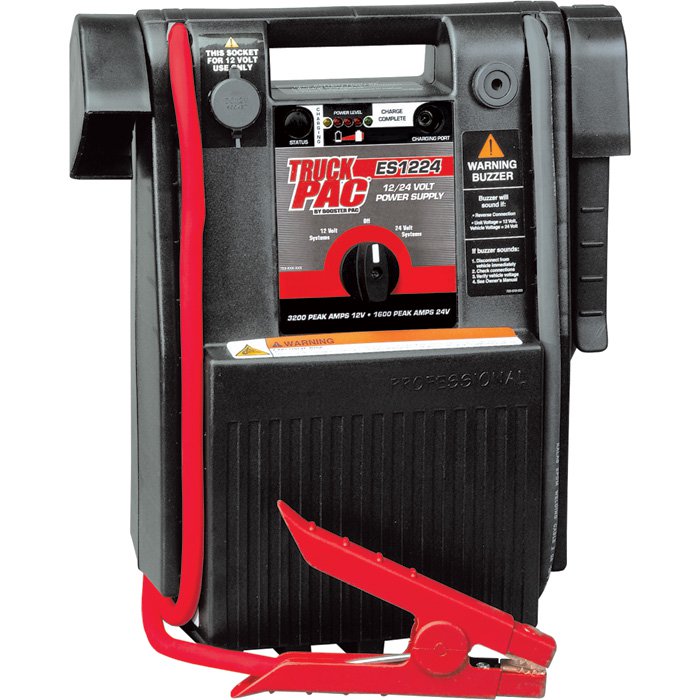 THIS SOCKET
FOR 12 VOLT
USE ONLY
STATUS
CHARGING
POWER LEVEL
CHARGE
COMPLETE
CHARGING PORT
TRUCK
PAC
BY BOOSTER PAC
ES1224
12/24 VOLT
POWER SUPPLY
Off
12 Volt
Systems
24 Volt
Systems
3200 PEAK AMPS 12V • 1600 PEAK AMPS 24V
WARNING
BUZZER
Buzzer will
sound if:
• Reverse Connection
• Unit Voltage = 12 V,
Vehicle Voltage = 24 V
If buzzer sounds:
1. Disconnect from
vehicle immediately
2. Check connections
3. Verify vehicle voltage
4. See Owner's Manual
WARNING
PROFESSIONAL